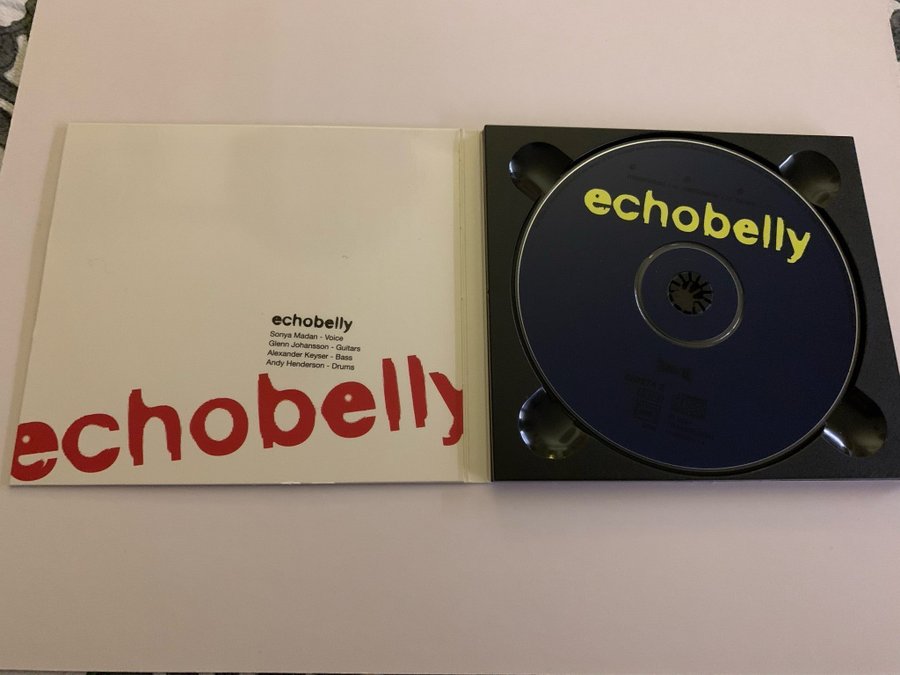 echobelly
Sonya Madan - Voice
Glenn Johansson - Guitars
Alexander Keyser - Bass
Andy Henderson - Drums
echobelly
echobelly